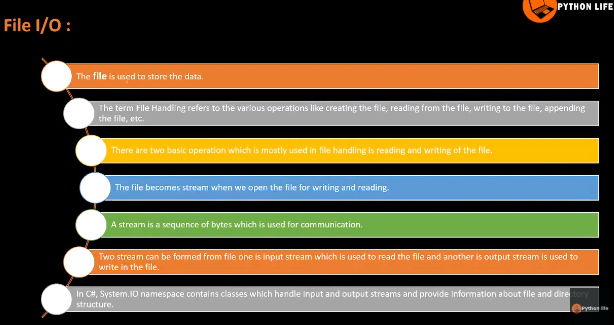 PYTHON LIFE
File I/O :
The file is used to store the data.
The term File Handling refers to the various operations like creating the file, reading from the file, writing to the file, appending
the file, etc.
There are two basic operation which is mostly used in file handling is reading and writing of the file.
The file becomes stream when we open the file for writing and reading.
A stream is a sequence of bytes which is used for communication.
Two stream can be formed from file one is input stream which is used to read the file and another is output stream is used to
write in the file.
In C#, System.IO namespace contains classes which handle input and output streams and provide information about file and directory
structure.
Python life